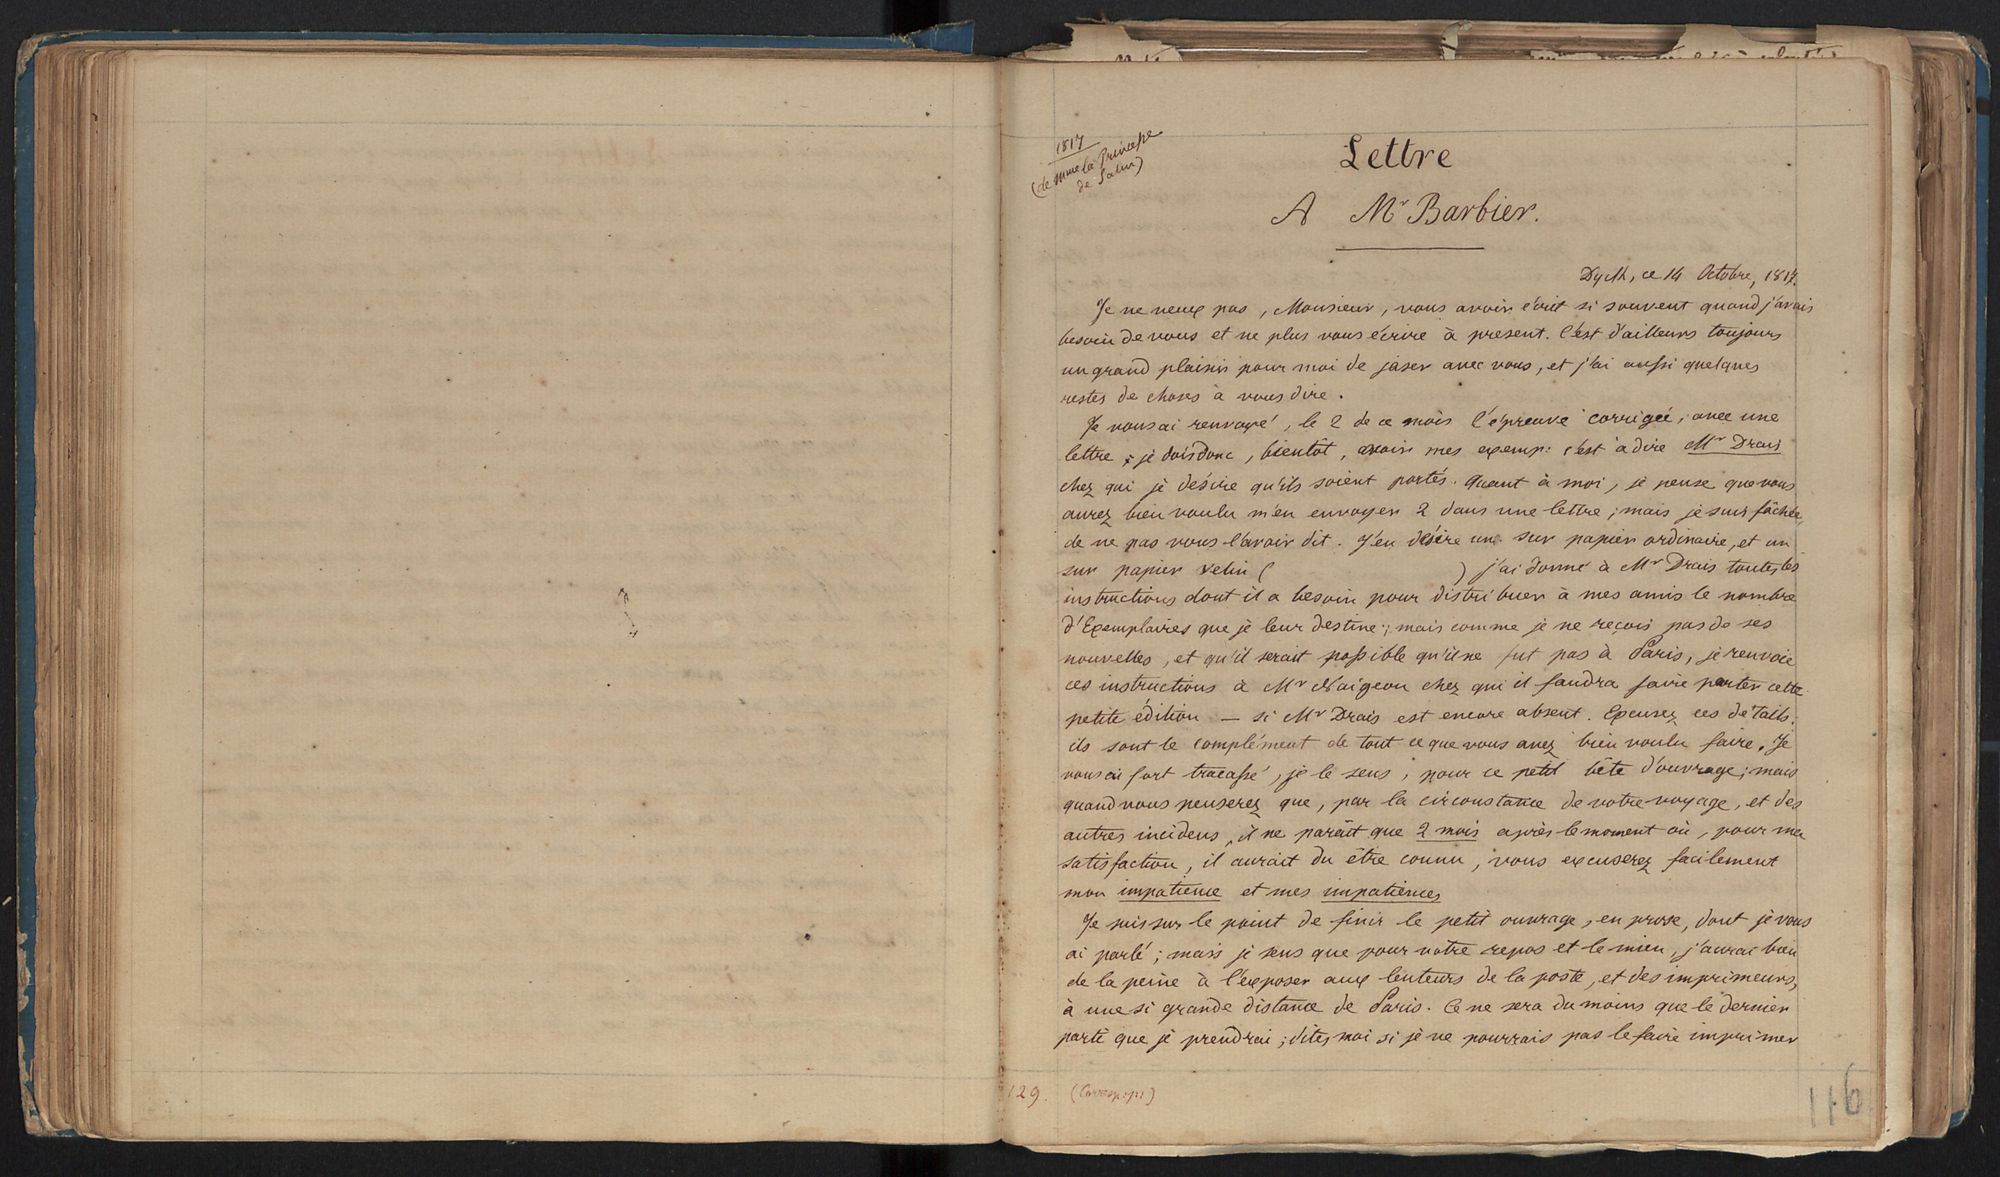 1817
(de Mme la Princesse
de Salm)
Lettre
A Mr Barbier.
Dyck, ce 14 Octobre, 1817.
Je ne veux pas, Monsieur, vous avoir écrit si souvent quand j'avais
besoin de vous et ne plus vous écrire à present. C'est d'ailleurs toujours
un grand plaisir pour moi de jaser avec vous, et j'ai aussi quelques
restes de choses à vous dire.
Je vous ai renvoyé, le 2 de ce mois l'épreuve corrigée, avec une
lettre ; je dois donc, bientôt, avoir mes exemp: c'est à dire Mr Drais
chez qui je désire qu'ils soient portés. Quant à moi, je pense que vous
aurez bien voulu m'en envoyer 2 dans une lettre ; mais je suis fâchée,
de ne pas vous l'avoir dit. J'en désire un sur papier ordinaire, et un
sur papier velin ( ) j'ai donné à Mr Drais toutes les
instructions dont il a besoin pour distribuer à mes amis le nombre
d'Exemplaires que je leur destine ; mais comme je ne reçois pas de ses
nouvelles, et qu'il serait possible qu'il ne fut pas à Paris, je renvoie
ces instructions à Mr Naigeon chez qui il faudra faire porter cette
petite édition — si Mr Drais est encore absent. Excusez ces détails.
ils sont le complément de tout ce que vous avez bien voulu faire. Je
vous ai fort tracassé, je le sens, pour ce petit bête d'ouvrage ; mais
quand vous penserez que, par la circonstance de votre voyage, et des
autres incidens, il ne paraît que 2 mois après le moment où, pour ma
satisfaction, il aurait du être connu, vous excuserez facilement
mon impatience et mes impatiences
Je suis sur le point de finir le petit ouvrage, en prose, dont je vous
ai parlé ; mais je sens que pour votre repos et le mien, j'aurai bien
de la peine à l'exposer aux lenteurs de la poste, et des imprimeurs,
à une si grande distance de Paris. Ce ne sera du moins que le dernier
parti que je prendrai ; dites moi si je ne pourrais pas le faire imprimer
129. (Corresp:)
116